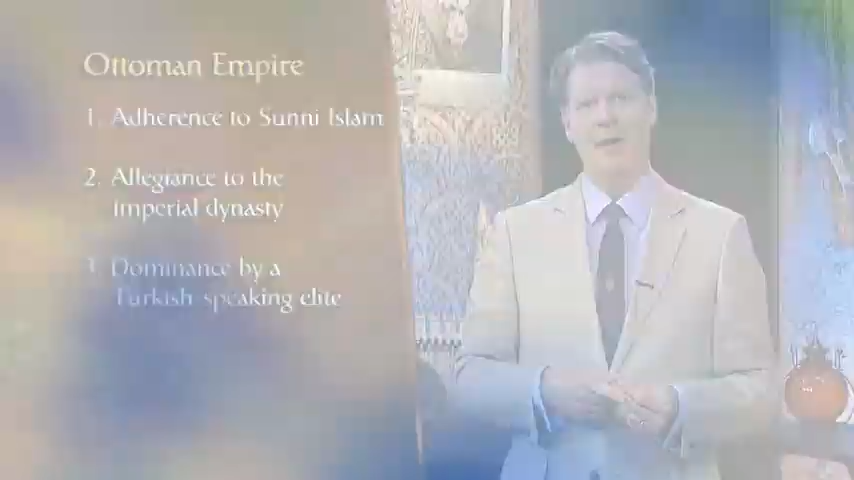 Ottoman Empire
1. Adherence to Sunni Islam
2. Allegiance to the
imperial dynasty
3. Dominance by a
Turkish-speaking elite